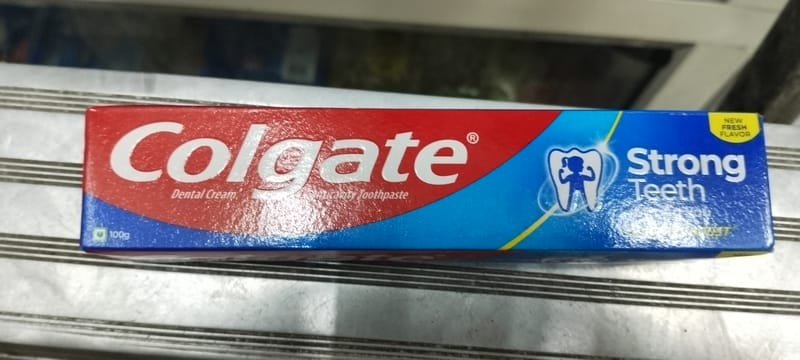 Colgate®
Dental Cream Toothpaste
100g
Strong
Teeth
NEW
FRESH
FLAVOR